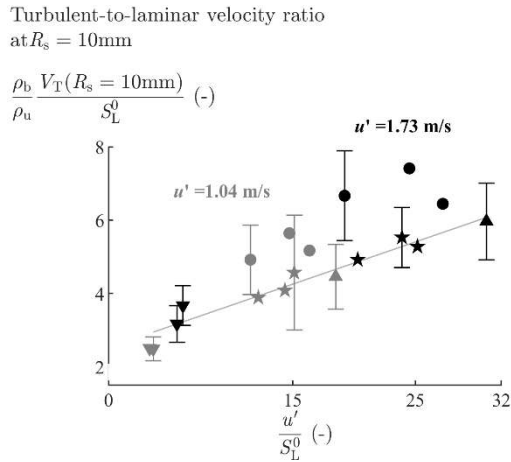 Turbulent-to-laminar velocity ratio
at R_s = 10mm
ρ_b/ρ_u V_T(R_s = 10mm)/S_L^0 (-)
u' =1.73 m/s
8
u' =1.04 m/s
6
4
2
0 15 25 32
u'/S_L^0 (-)